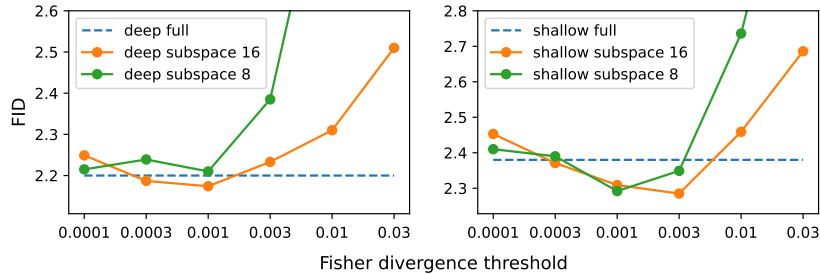 FID
2.6
2.5
2.4
2.3
2.2
deep full
deep subspace 16
deep subspace 8
0.0001
0.0003
0.001
0.003
0.01
0.03
2.8
2.7
2.6
2.5
2.4
2.3
shallow full
shallow subspace 16
shallow subspace 8
0.0001
0.0003
0.001
0.003
0.01
0.03
Fisher divergence threshold